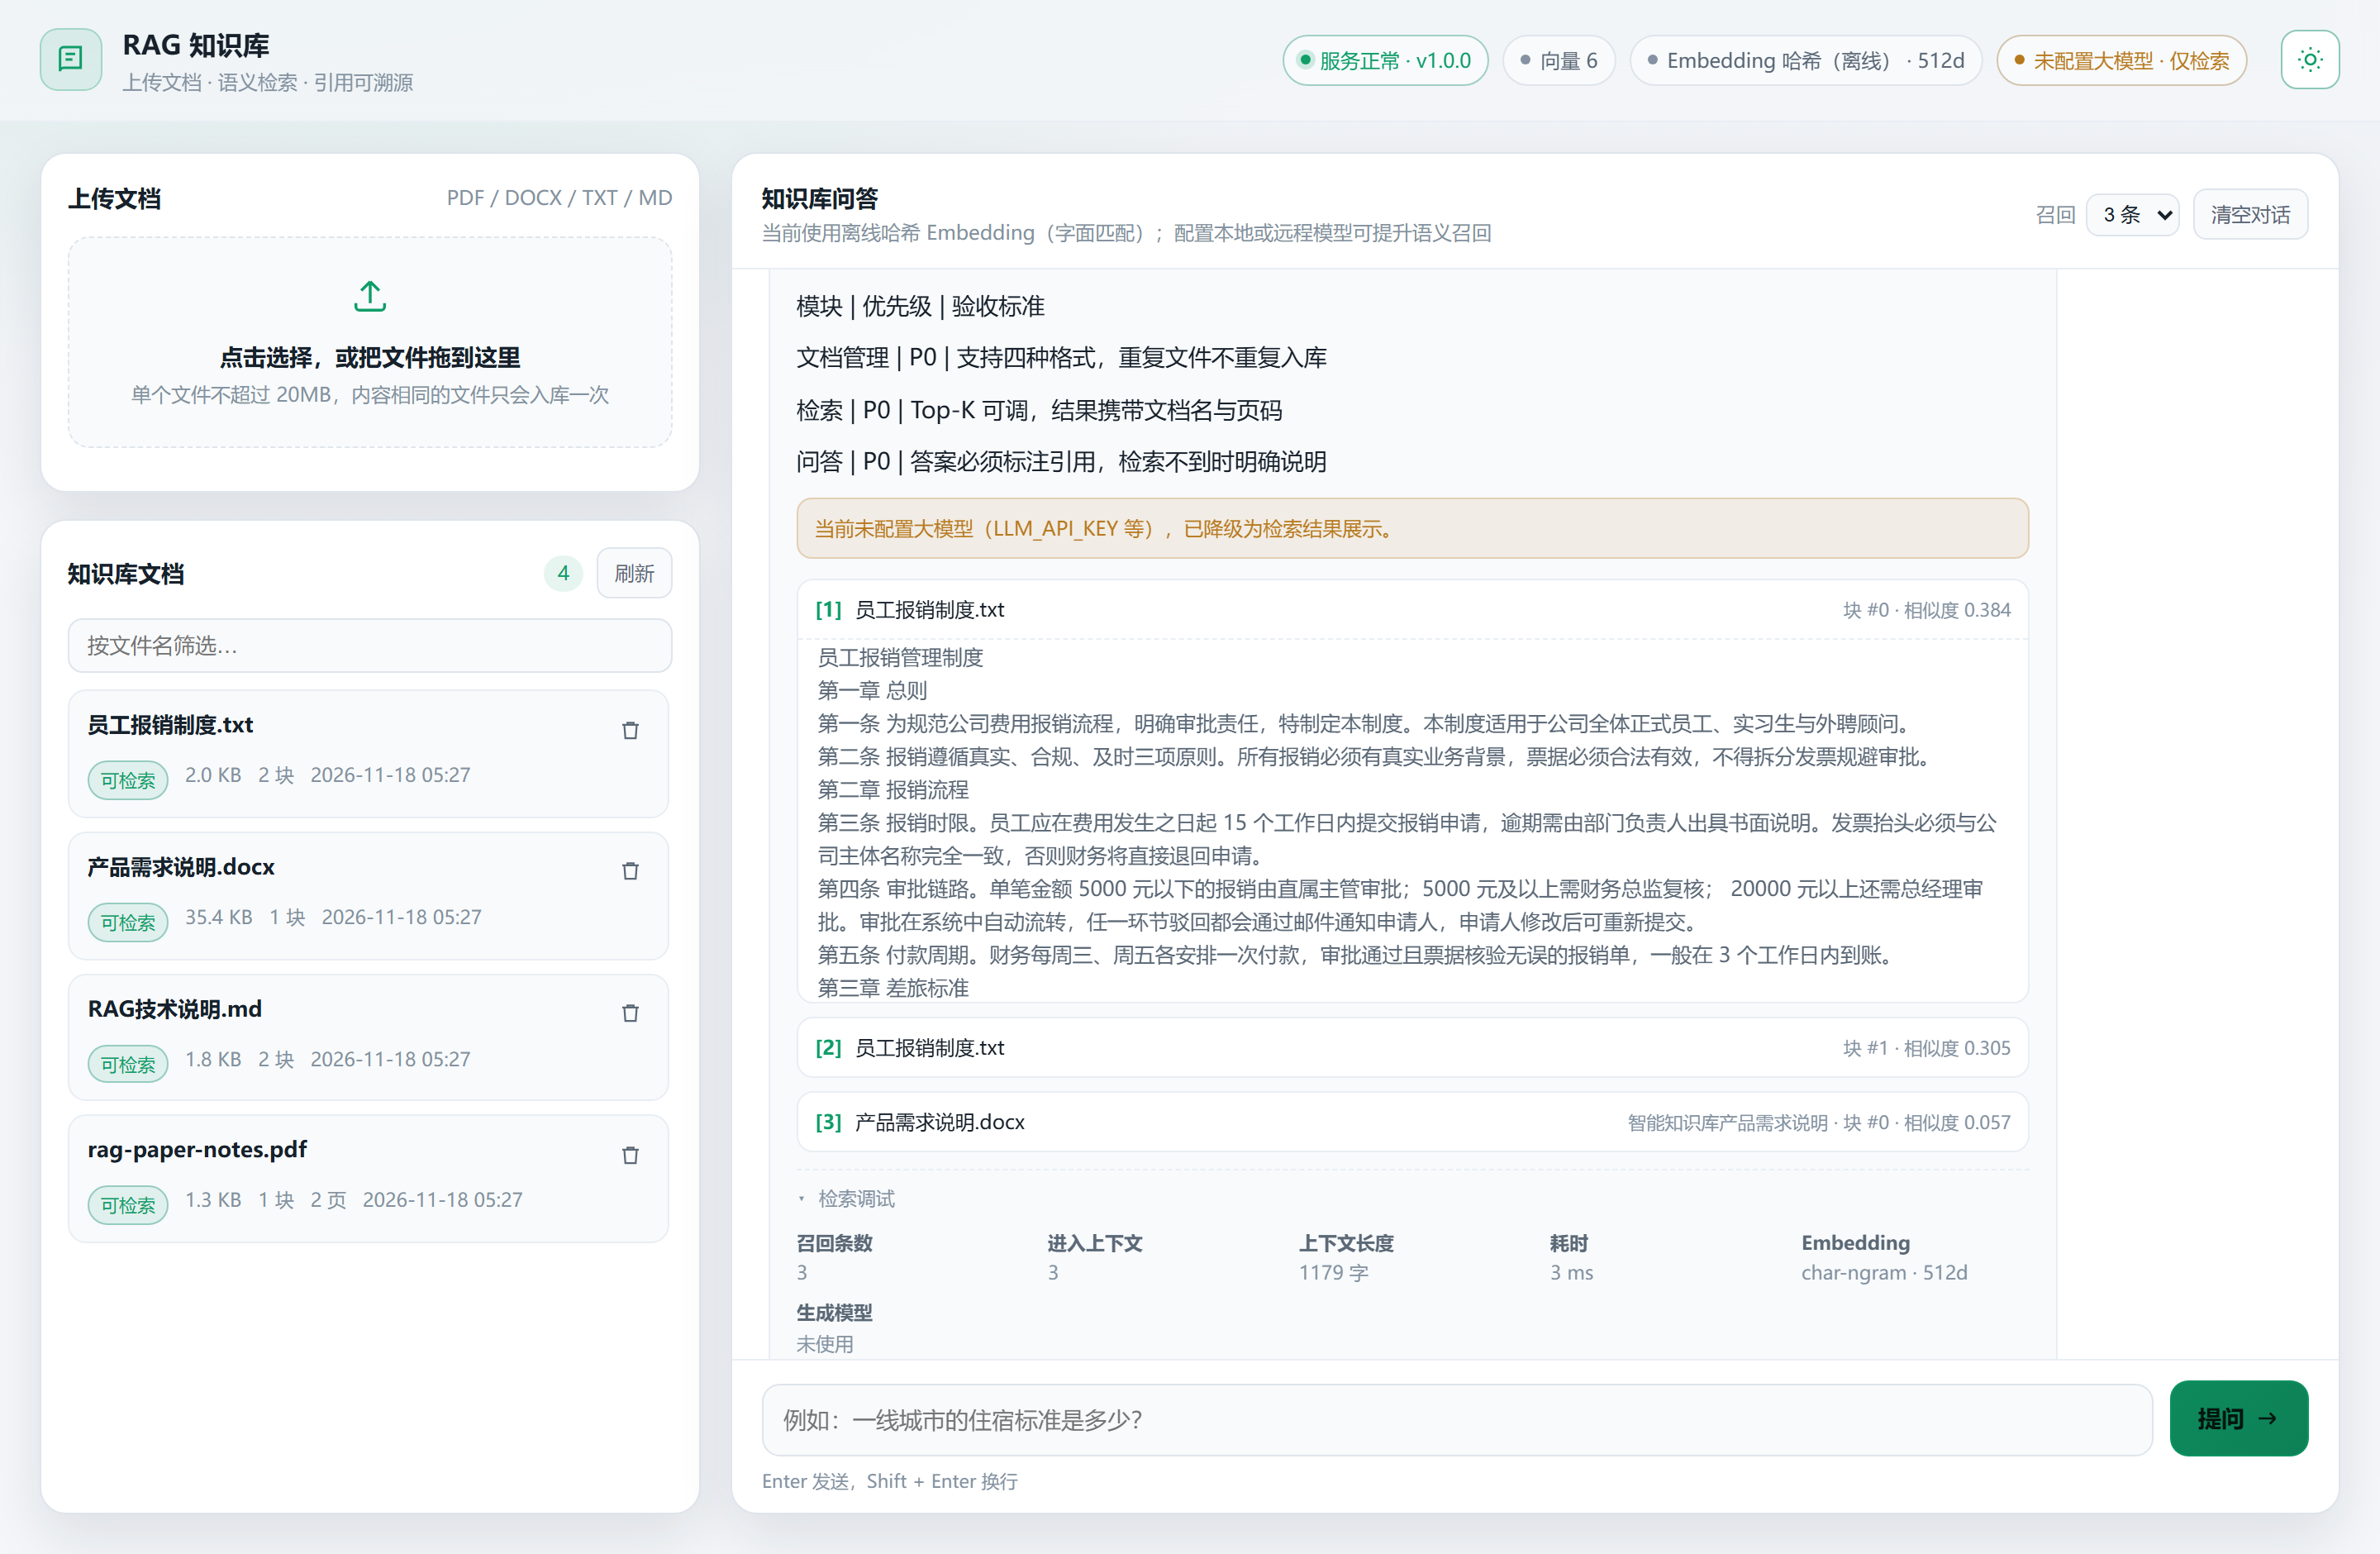 RAG 知识库
上传文档 · 语义检索 · 引用可溯源
服务正常 · v1.0.0
向量 6
Embedding 哈希（离线） · 512d
未配置大模型 · 仅检索
上传文档
PDF / DOCX / TXT / MD
点击选择，或把文件拖到这里
单个文件不超过 20MB，内容相同的文件只会入库一次
知识库文档
4
刷新
按文件名筛选…
员工报销制度.txt
可检索 2.0 KB 2 块 2026-11-18 05:27
产品需求说明.docx
可检索 35.4 KB 1 块 2026-11-18 05:27
RAG技术说明.md
可检索 1.8 KB 2 块 2026-11-18 05:27
rag-paper-notes.pdf
可检索 1.3 KB 1 块 2 页 2026-11-18 05:27
知识库问答
当前使用离线哈希 Embedding（字面匹配）；配置本地或远程模型可提升语义召回
召回 3 条 清空对话
模块 | 优先级 | 验收标准
文档管理 | P0 | 支持四种格式，重复文件不重复入库
检索 | P0 | Top-K 可调，结果携带文档名与页码
问答 | P0 | 答案必须标注引用，检索不到时明确说明
当前未配置大模型（LLM_API_KEY 等），已降级为检索结果展示。
[1] 员工报销制度.txt 块 #0 · 相似度 0.384
员工报销管理制度
第一章 总则
第一条 为规范公司费用报销流程，明确审批责任，特制定本制度。本制度适用于公司全体正式员工、实习生与外聘顾问。
第二条 报销遵循真实、合规、及时三项原则。所有报销必须有真实业务背景，票据必须合法有效，不得拆分发票规避审批。
第二章 报销流程
第三条 报销时限。员工应在费用发生之日起 15 个工作日内提交报销申请，逾期需由部门负责人出具书面说明。发票抬头必须与公
司主体名称完全一致，否则财务将直接退回申请。
第四条 审批链路。单笔金额 5000 元以下的报销由直属主管审批；5000 元及以上需财务总监复核； 20000 元以上还需总经理审
批。审批在系统中自动流转，任一环节驳回都会通过邮件通知申请人，申请人修改后可重新提交。
第五条 付款周期。财务每周三、周五各安排一次付款，审批通过且票据核验无误的报销单，一般在 3 个工作日内到账。
第三章 差旅标准
[2] 员工报销制度.txt 块 #1 · 相似度 0.305
[3] 产品需求说明.docx 智能知识库产品需求说明 · 块 #0 · 相似度 0.057
检索调试
召回条数 进入上下文 上下文长度 耗时 Embedding
3 3 1179 字 3 ms char-ngram · 512d
生成模型
未使用
例如：一线城市的住宿标准是多少？
提问 →
Enter 发送，Shift + Enter 换行